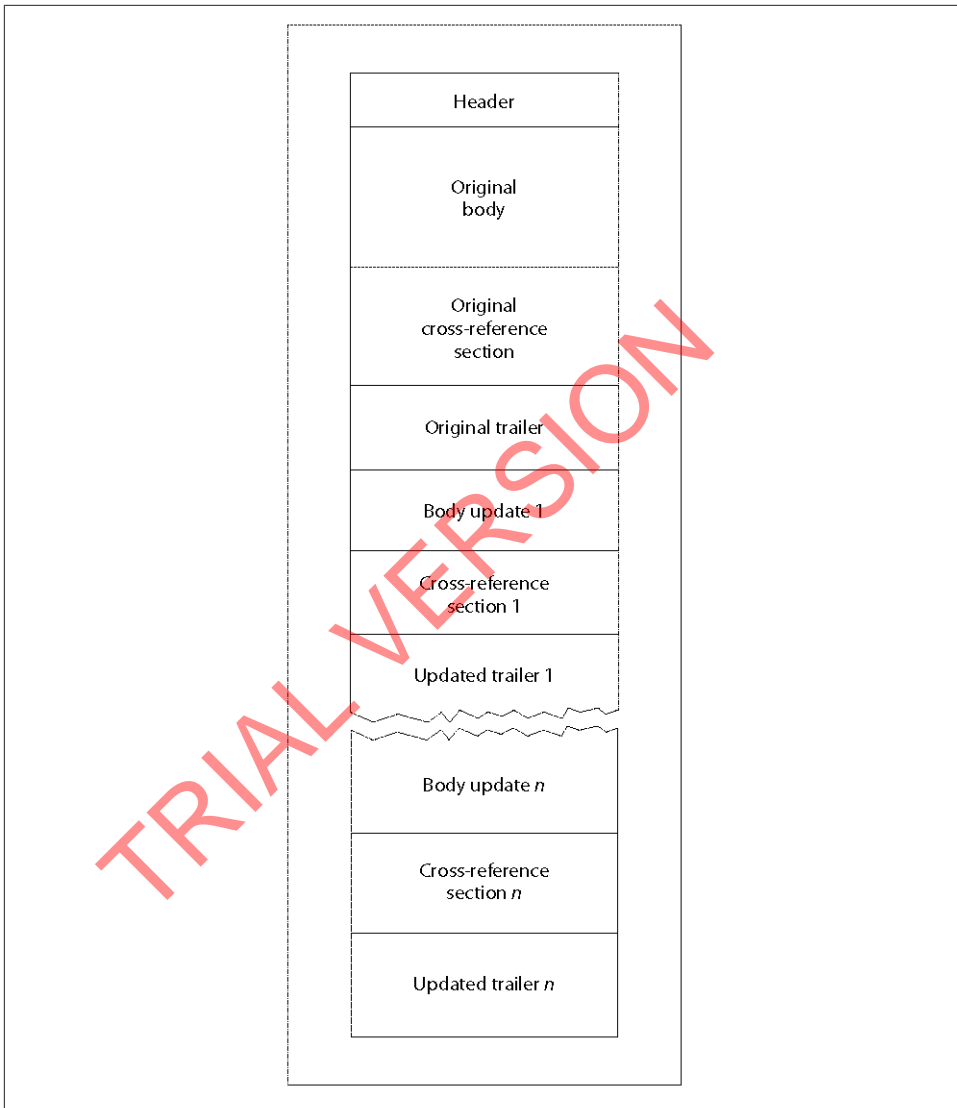 Header
Original
body
Original
cross-reference
section
Original trailer
Body update 1
Cross-reference
section 1
Updated trailer 1
Body update n
Cross-reference
section n
Updated trailer n
TRIAL VERSION